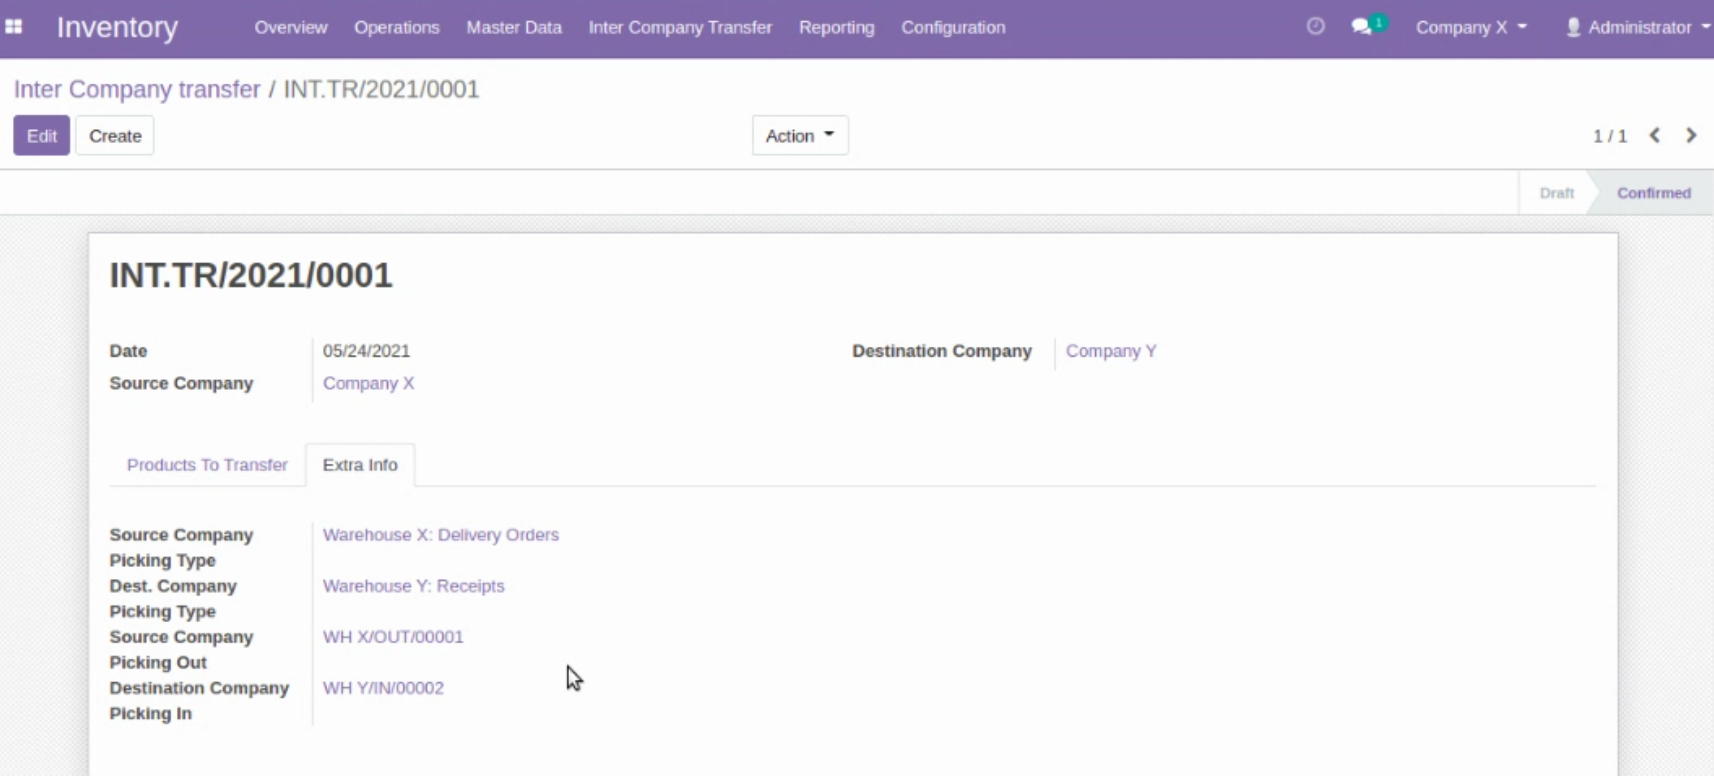 Inventory Overview Operations Master Data Inter Company Transfer Reporting Configuration 1 Company X Administrator
Inter Company transfer / INT.TR/2021/0001
Edit Create Action 1 / 1
Draft Confirmed
INT.TR/2021/0001
Date 05/24/2021 Destination Company Company Y
Source Company Company X
Products To Transfer Extra Info
Source Company Warehouse X: Delivery Orders
Picking Type
Dest. Company Warehouse Y: Receipts
Picking Type
Source Company WH X/OUT/00001
Picking Out
Destination Company WH Y/IN/00002
Picking In